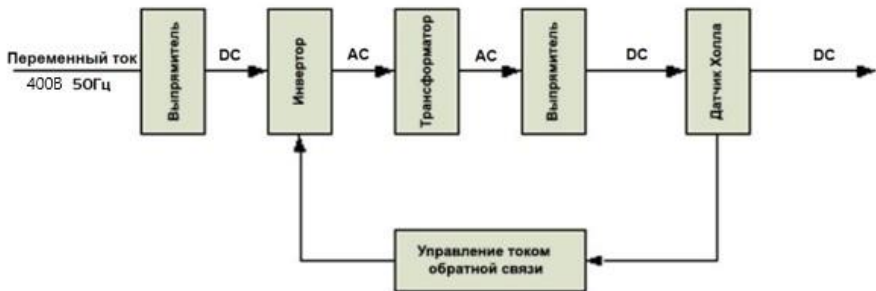 Переменный ток
400В 50Гц
Выпрямитель
DC
Инвертор
AC
Трансформатор
AC
Выпрямитель
DC
Датчик Холла
DC
Управление током
обратной связи